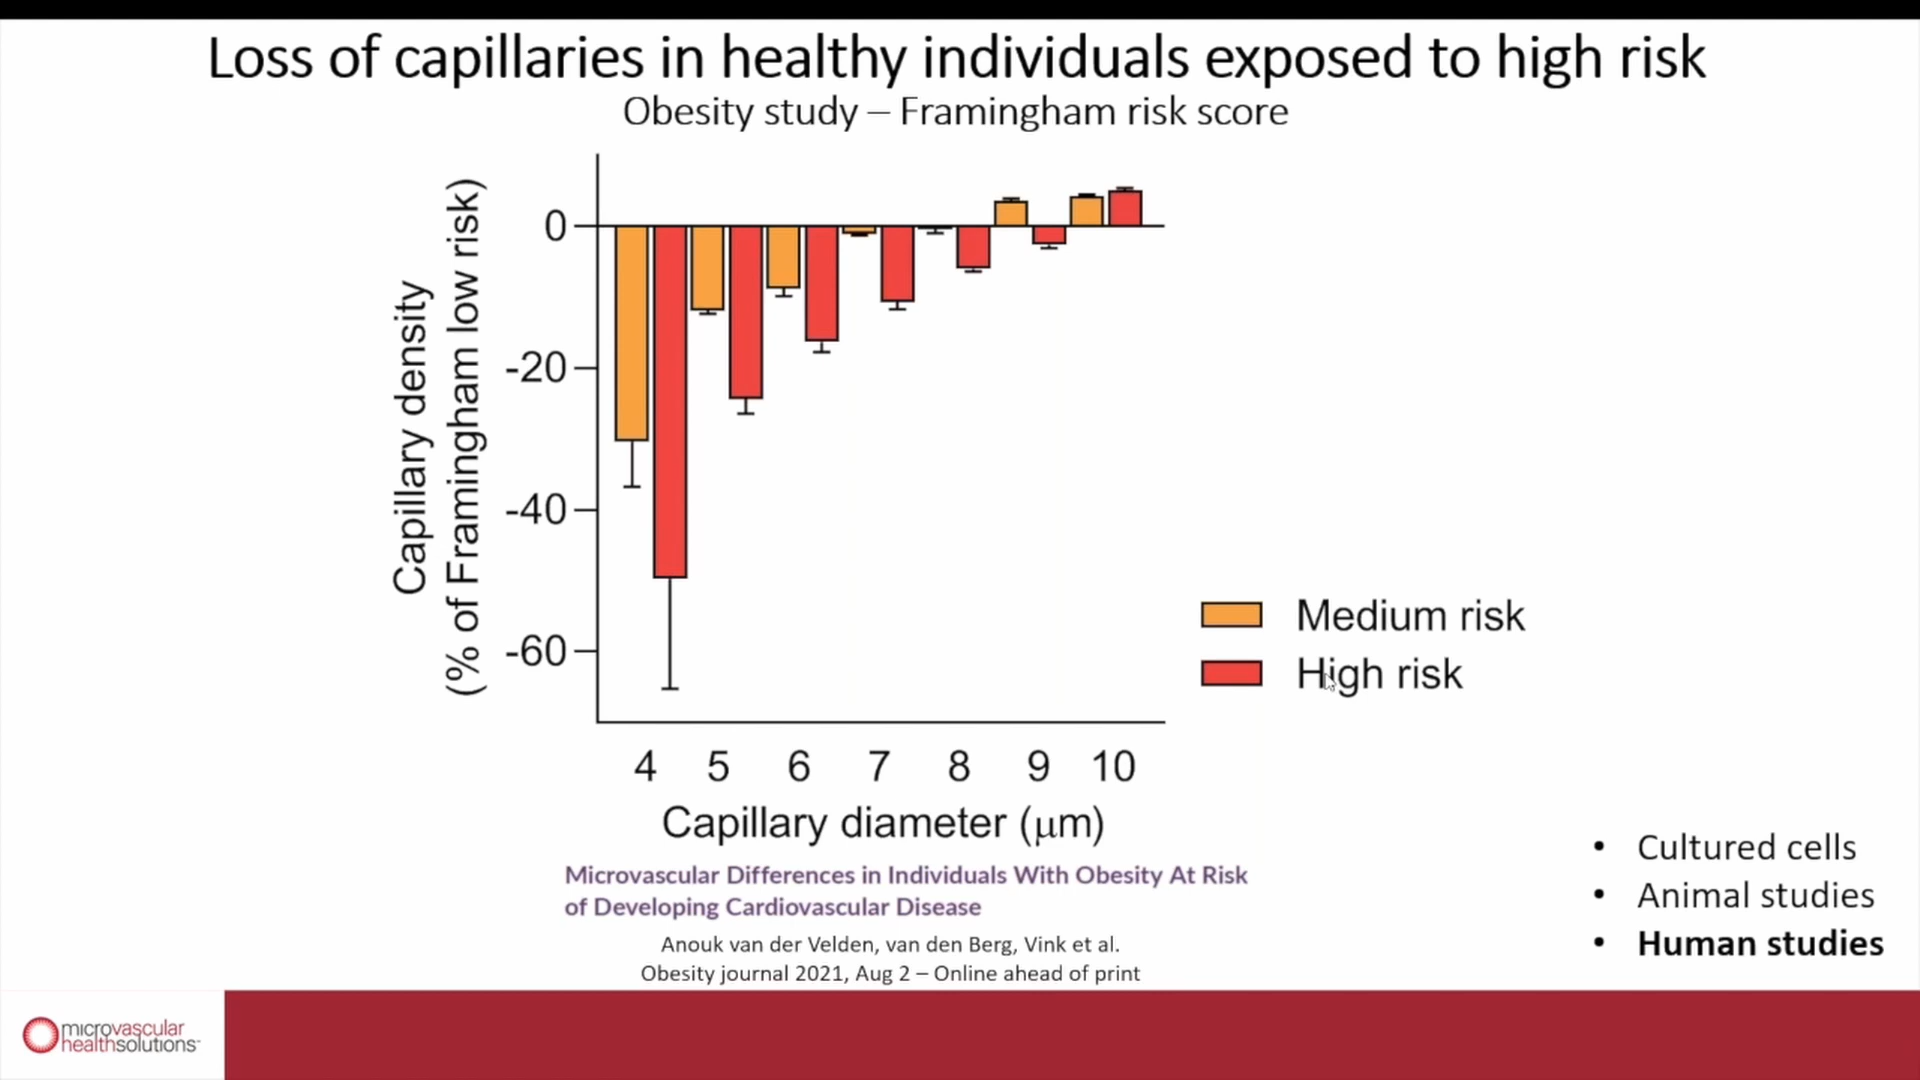 Loss of capillaries in healthy individuals exposed to high risk
Obesity study – Framingham risk score
Capillary density
(% of Framingham low risk)
0
-20
-40
-60
4 5 6 7 8 9 10
Capillary diameter (μm)
Medium risk
High risk
Microvascular Differences in Individuals With Obesity At Risk
of Developing Cardiovascular Disease
Anouk van der Velden, van den Berg, Vink et al.
Obesity journal 2021, Aug 2 – Online ahead of print
• Cultured cells
• Animal studies
• Human studies
microvascular
healthsolutions™